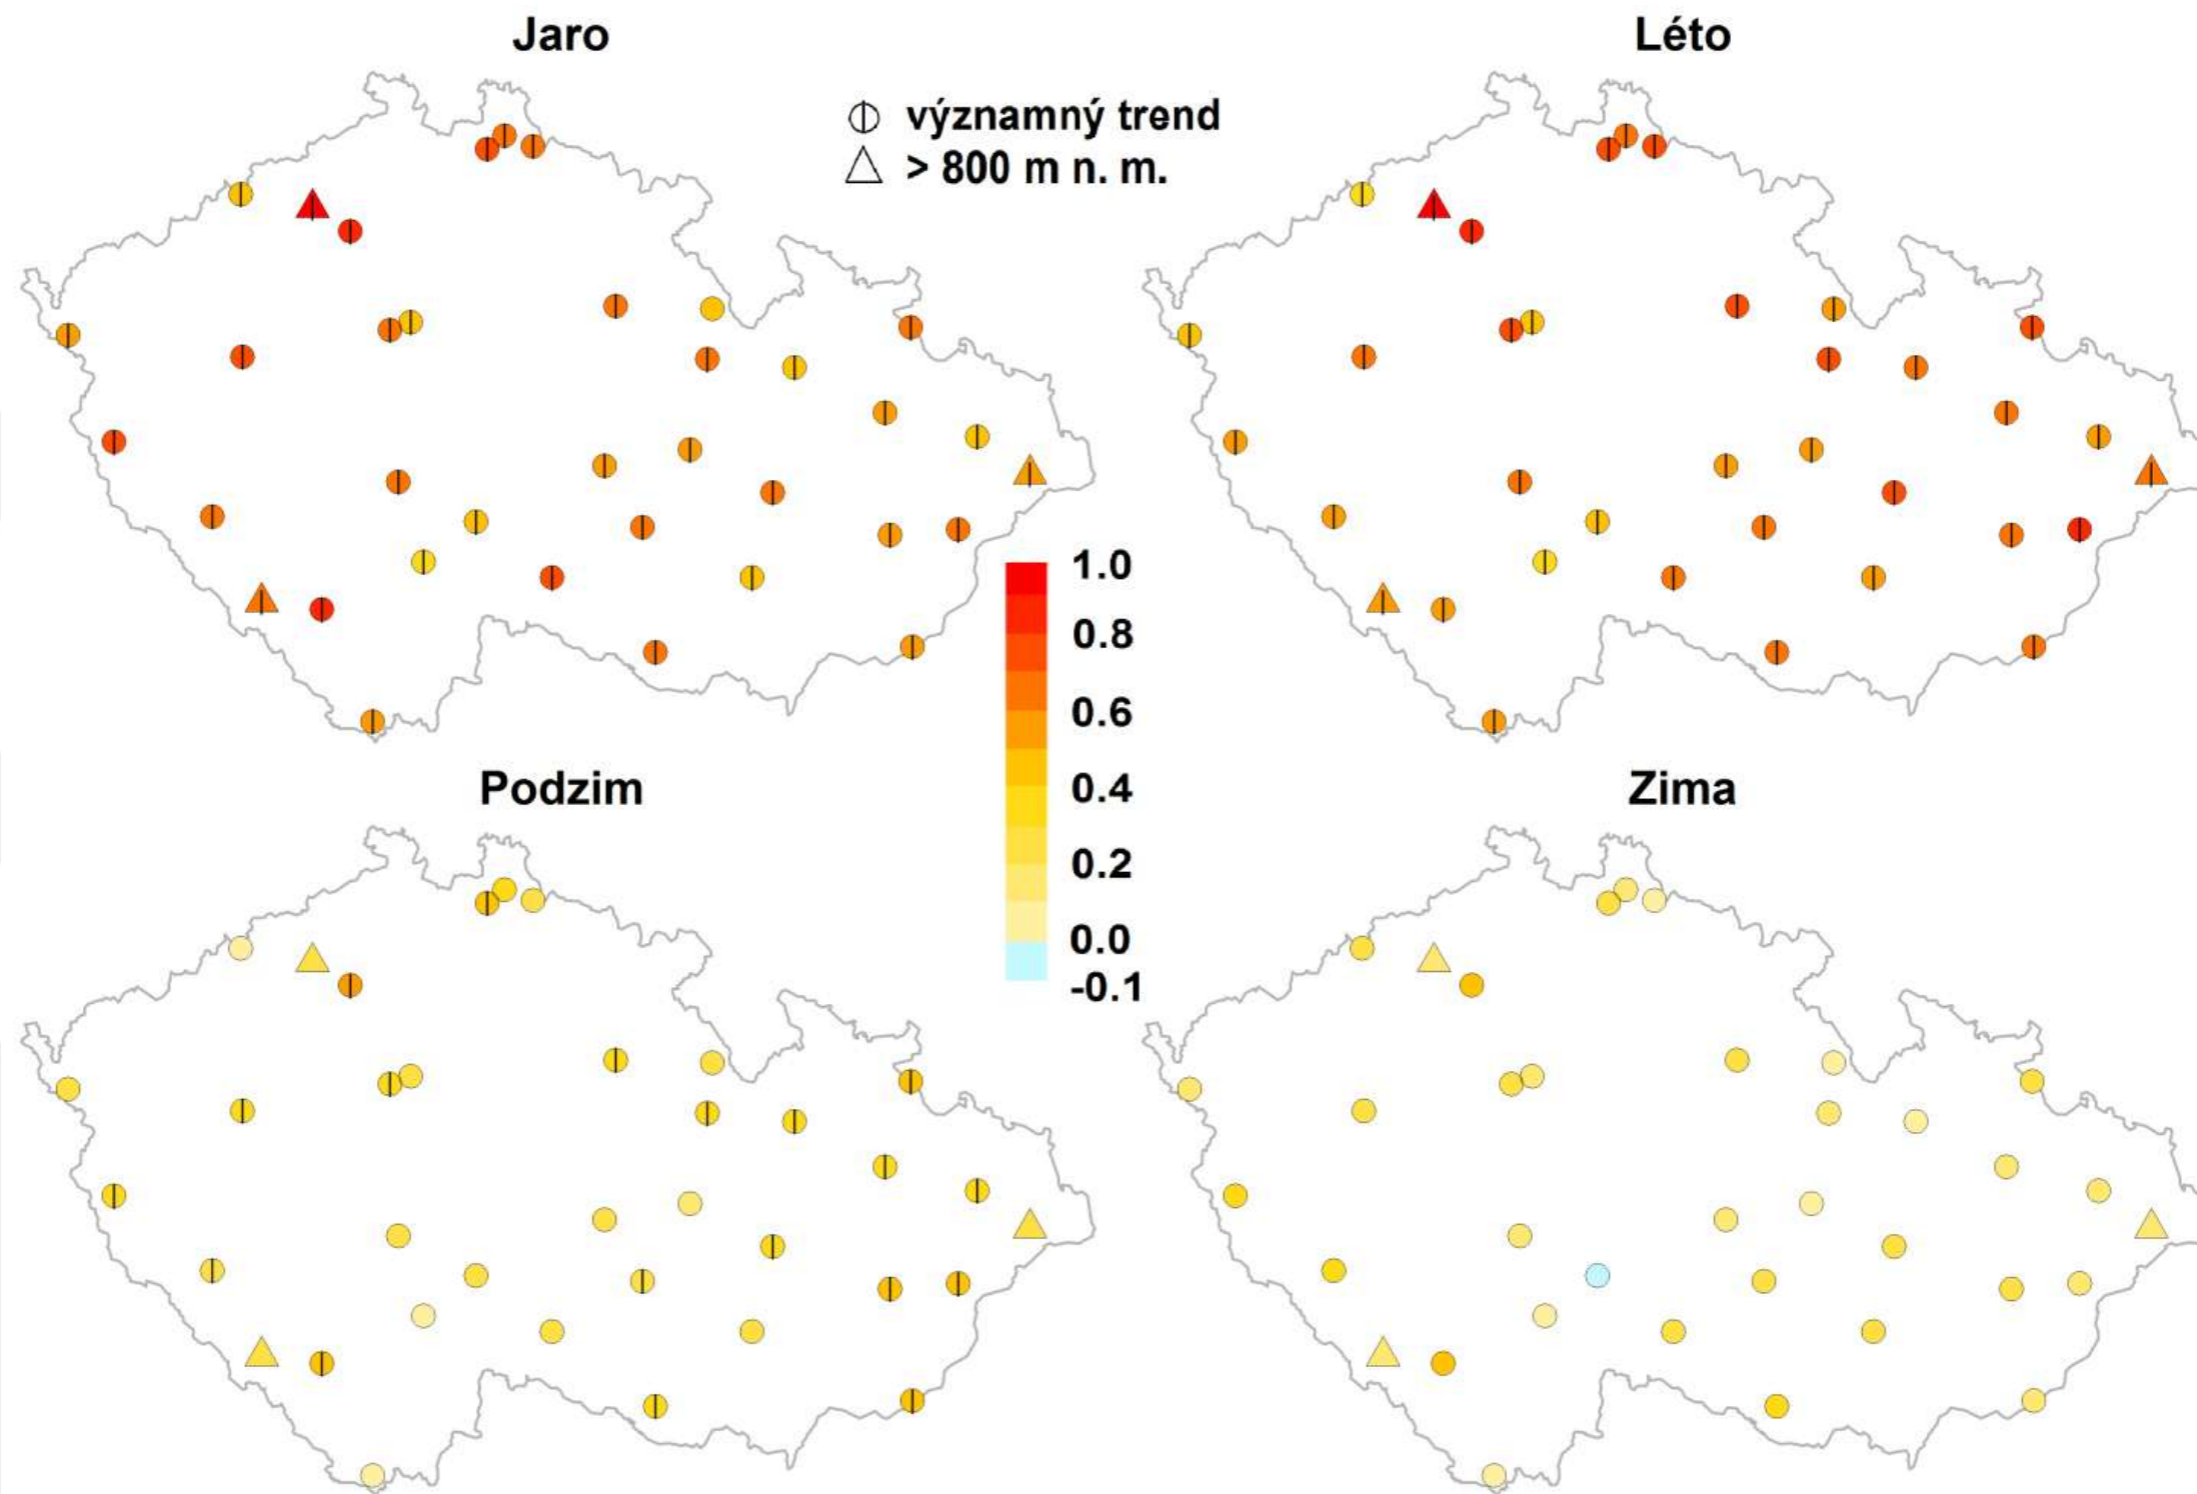 Jaro
Léto
významný trend
> 800 m n. m.
1.0
0.8
0.6
0.4
0.2
0.0
-0.1
Podzim
Zima